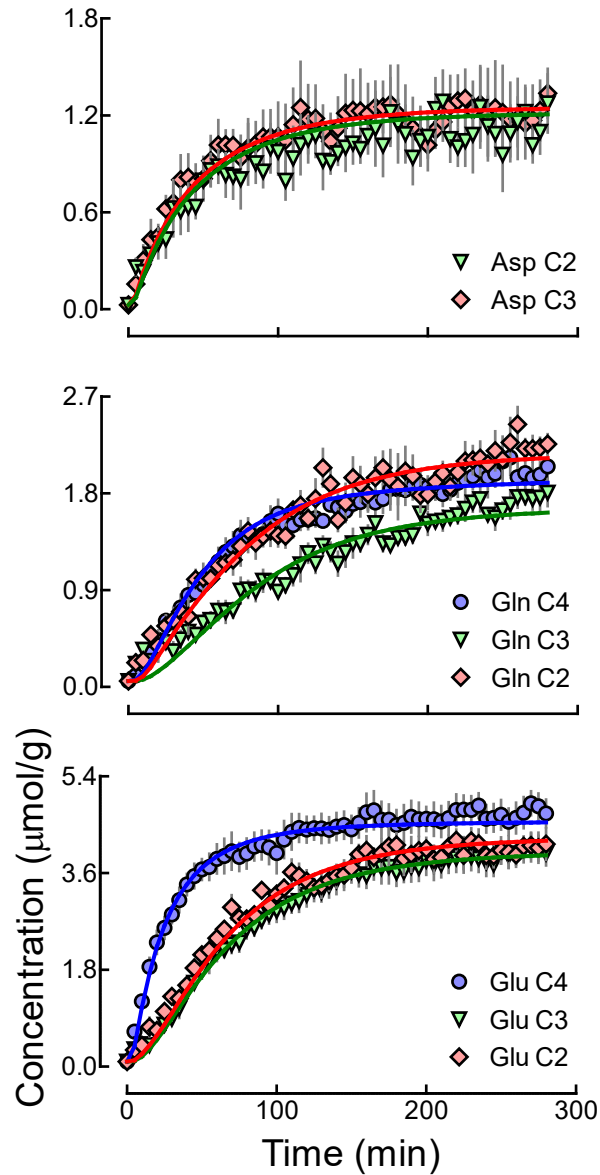 1.8
1.2
0.6
0.0
Asp C2
Asp C3
2.7
1.8
0.9
0.0
Gln C4
Gln C3
Gln C2
5.4
3.6
1.8
0.0
Glu C4
Glu C3
Glu C2
0 100 200 300
Concentration (μmol/g)
Time (min)